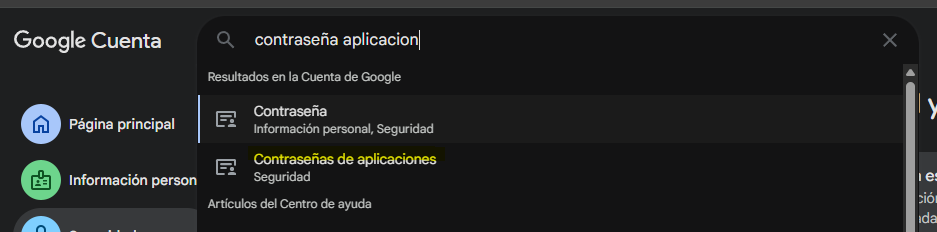 Google Cuenta
contraseña aplicacion
Resultados en la Cuenta de Google
Contraseña
Información personal, Seguridad
Contraseñas de aplicaciones
Seguridad
Artículos del Centro de ayuda
Página principal
Información person